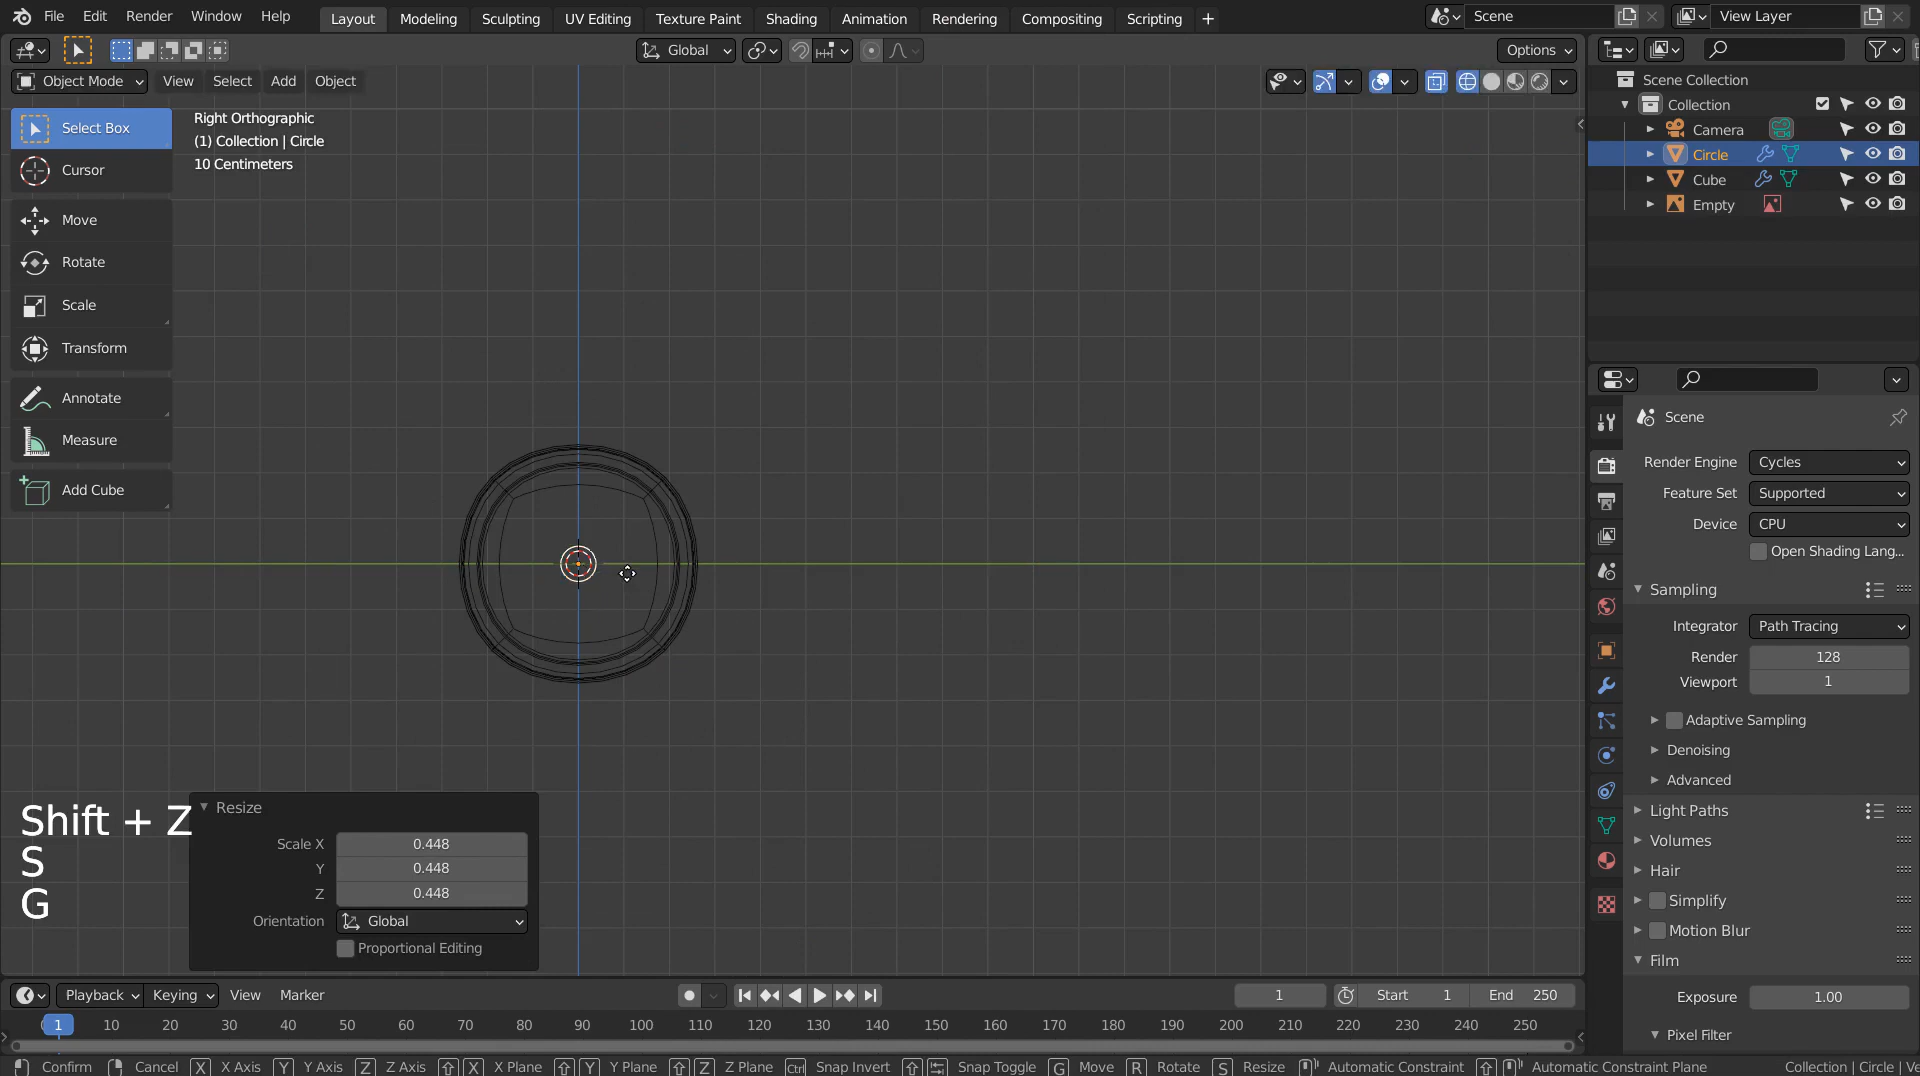 File Edit Render Window Help Layout Modeling Sculpting UV Editing Texture Paint Shading Animation Rendering Compositing Scripting + Scene View Layer
Global Options
Object Mode View Select Add Object
Select Box
Cursor
Move
Rotate
Scale
Transform
Annotate
Measure
Add Cube
Right Orthographic
(1) Collection | Circle
10 Centimeters
Shift + Z
S
G
Resize
Scale X 0.448
Y 0.448
Z 0.448
Orientation Global
Proportional Editing
Scene Collection
Collection
Camera
Circle
Cube
Empty
Scene
Render Engine Cycles
Feature Set Supported
Device CPU
Open Shading Lang...
Sampling
Integrator Path Tracing
Render 128
Viewport 1
Adaptive Sampling
Denoising
Advanced
Light Paths
Volumes
Hair
Simplify
Motion Blur
Film
Exposure 1.00
Pixel Filter
Playback Keying View Marker 1 Start 1 End 250
1 10 20 30 40 50 60 70 80 90 100 110 120 130 140 150 160 170 180 190 200 210 220 230 240 250
Confirm Cancel X X Axis Y Y Axis Z Z Axis X X Plane Y Y Plane Z Z Plane Ctrl Snap Invert Snap Toggle G Move R Rotate S Resize Automatic Constraint Automatic Constraint Plane Collection | Circle | Ve